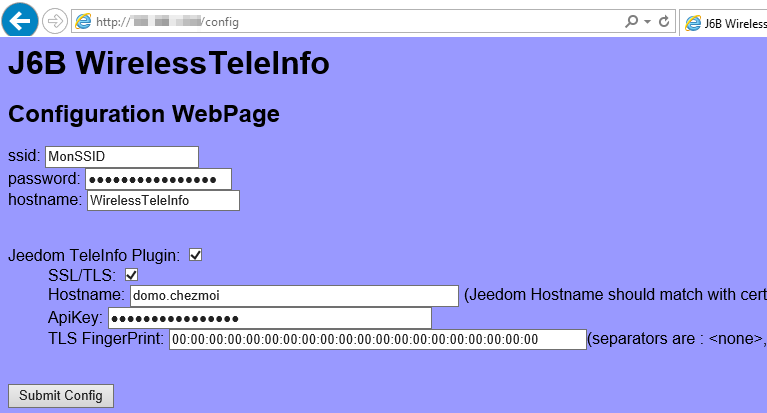 http:// /config
J6B Wireless
J6B WirelessTeleInfo
Configuration WebPage
ssid: MonSSID
password: ●●●●●●●●●●●●●●●●
hostname: WirelessTeleInfo
Jeedom TeleInfo Plugin:
SSL/TLS:
Hostname: domo.chezmoi (Jeedom Hostname should match with cert
ApiKey: ●●●●●●●●●●●●●●●●
TLS FingerPrint: 00:00:00:00:00:00:00:00:00:00:00:00:00:00:00:00:00:00:00:00 (separators are : <none>,
Submit Config